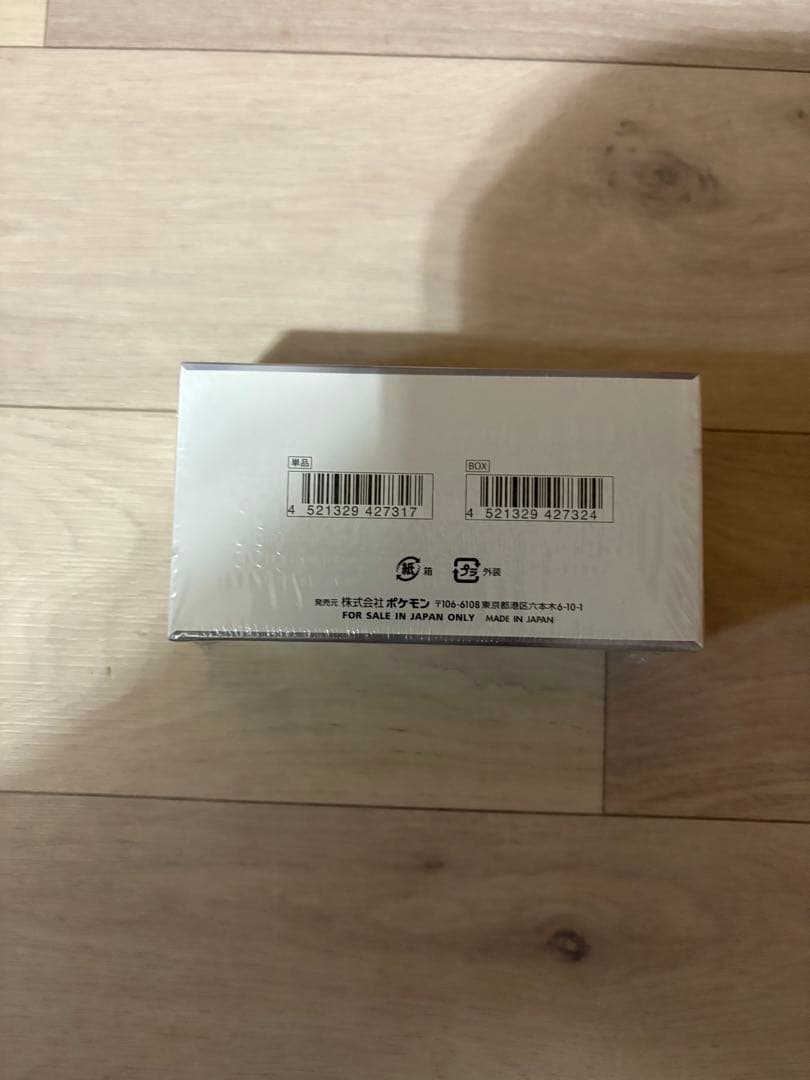 単品
4 521329 427317
BOX
4 521329 427324
紙 箱
プラ 外装
発売元 株式会社ポケモン 〒106-6108 東京都港区六本木6-10-1
FOR SALE IN JAPAN ONLY MADE IN JAPAN